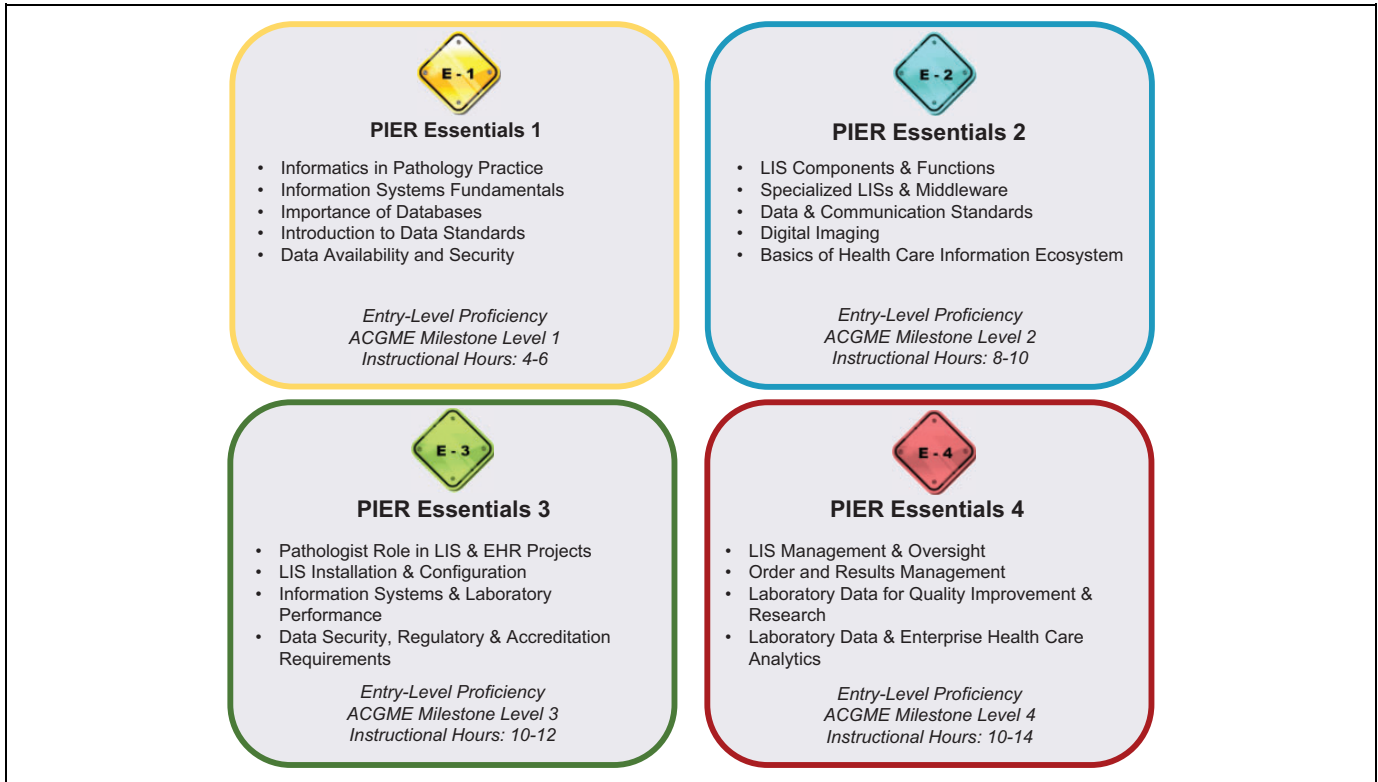 E - 1
PIER Essentials 1
• Informatics in Pathology Practice
• Information Systems Fundamentals
• Importance of Databases
• Introduction to Data Standards
• Data Availability and Security
Entry-Level Proficiency
ACGME Milestone Level 1
Instructional Hours: 4-6
E - 2
PIER Essentials 2
• LIS Components & Functions
• Specialized LISs & Middleware
• Data & Communication Standards
• Digital Imaging
• Basics of Health Care Information Ecosystem
Entry-Level Proficiency
ACGME Milestone Level 2
Instructional Hours: 8-10
E - 3
PIER Essentials 3
• Pathologist Role in LIS & EHR Projects
• LIS Installation & Configuration
• Information Systems & Laboratory
Performance
• Data Security, Regulatory & Accreditation
Requirements
Entry-Level Proficiency
ACGME Milestone Level 3
Instructional Hours: 10-12
E - 4
PIER Essentials 4
• LIS Management & Oversight
• Order and Results Management
• Laboratory Data for Quality Improvement &
Research
• Laboratory Data & Enterprise Health Care
Analytics
Entry-Level Proficiency
ACGME Milestone Level 4
Instructional Hours: 10-14